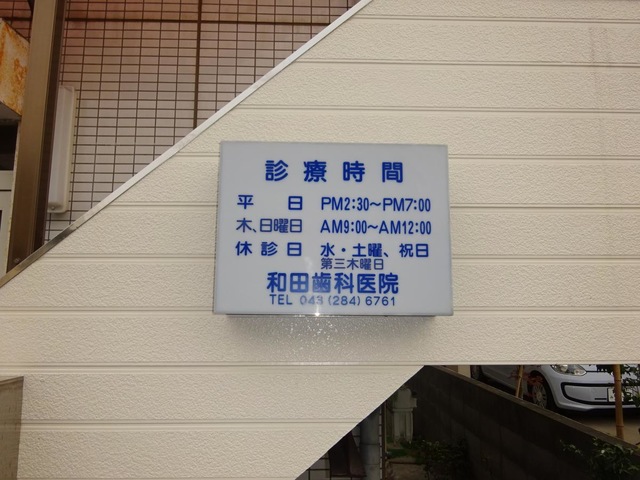 診療時間
平　日　PM2:30〜PM7:00
木、日曜日　AM9:00〜AM12:00
休診日　水・土曜、祝日
第三木曜日
和田歯科医院
TEL 043(284)6761